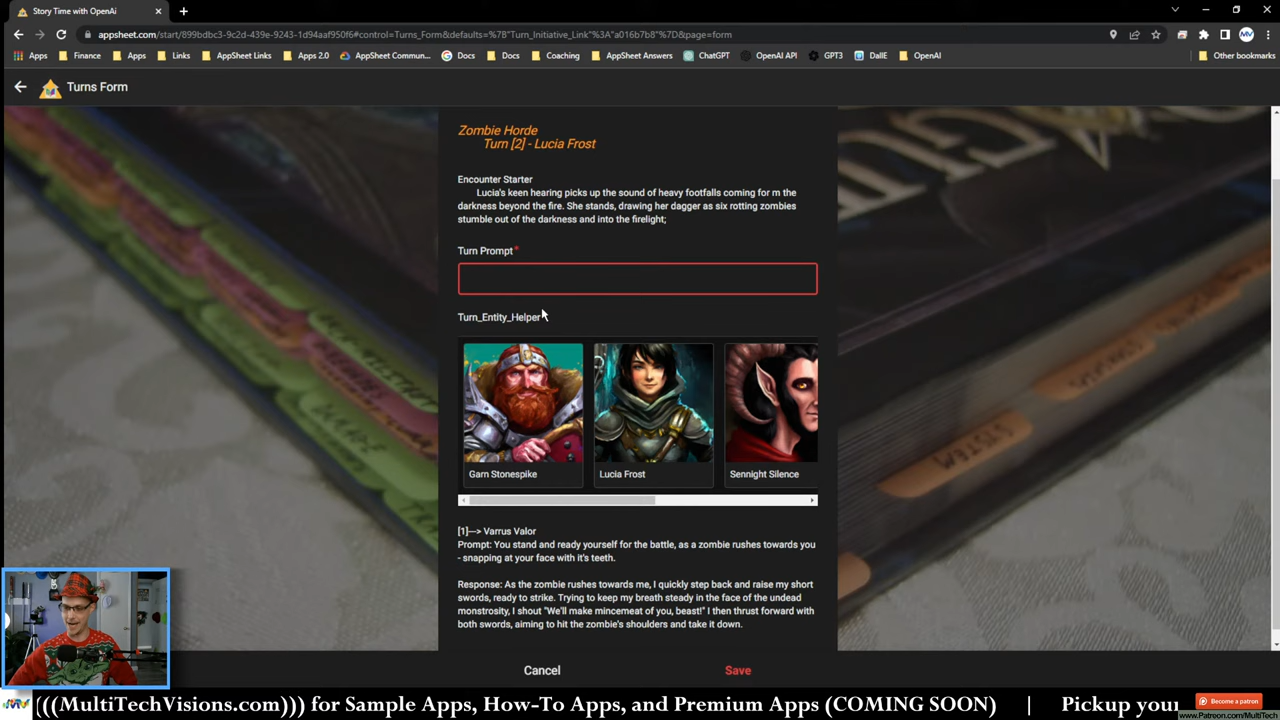 Story Time with OpenAi
appsheet.com/start/899bdbc3-9c2d-439e-9243-1d94aaf950f6#control=Turns_Form&defaults=%7B"Turn_Initiative_Link"%3A"a016b7b8"%7D&page=form
Apps Finance Apps Links AppSheet Links Apps 2.0 AppSheet Commun... Docs Docs Coaching AppSheet Answers ChatGPT OpenAI API GPT3 DallE OpenAI Other bookmarks
Turns Form
Zombie Horde
Turn [2] - Lucia Frost
Encounter Starter
Lucia's keen hearing picks up the sound of heavy footfalls coming for m the
darkness beyond the fire. She stands, drawing her dagger as six rotting zombies
stumble out of the darkness and into the firelight;
Turn Prompt*
Turn_Entity_Helper
Garn Stonespike Lucia Frost Sennight Silence
[1]---> Varrus Valor
Prompt: You stand and ready yourself for the battle, as a zombie rushes towards you
- snapping at your face with it's teeth.
Response: As the zombie rushes towards me, I quickly step back and raise my short
swords, ready to strike. Trying to keep my breath steady in the face of the undead
monstrosity, I shout "We'll make mincemeat of you, beast!" I then thrust forward with
both swords, aiming to hit the zombie's shoulders and take it down.
Cancel Save
(((MultiTechVisions.com))) for Sample Apps, How-To Apps, and Premium Apps (COMING SOON) | Pickup your
Become a patron
www.Patreon.com/MultiTech